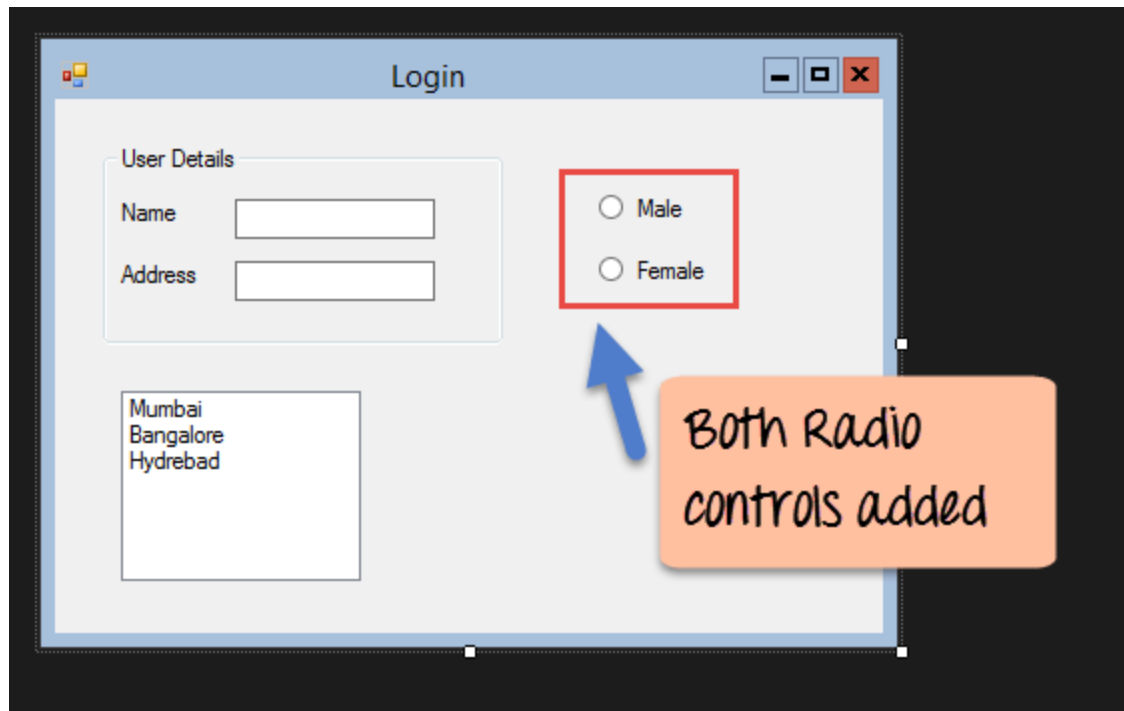 Login
User Details
Name
Address
Male
Female
Mumbai
Bangalore
Hydrebad
Both Radio
controls added